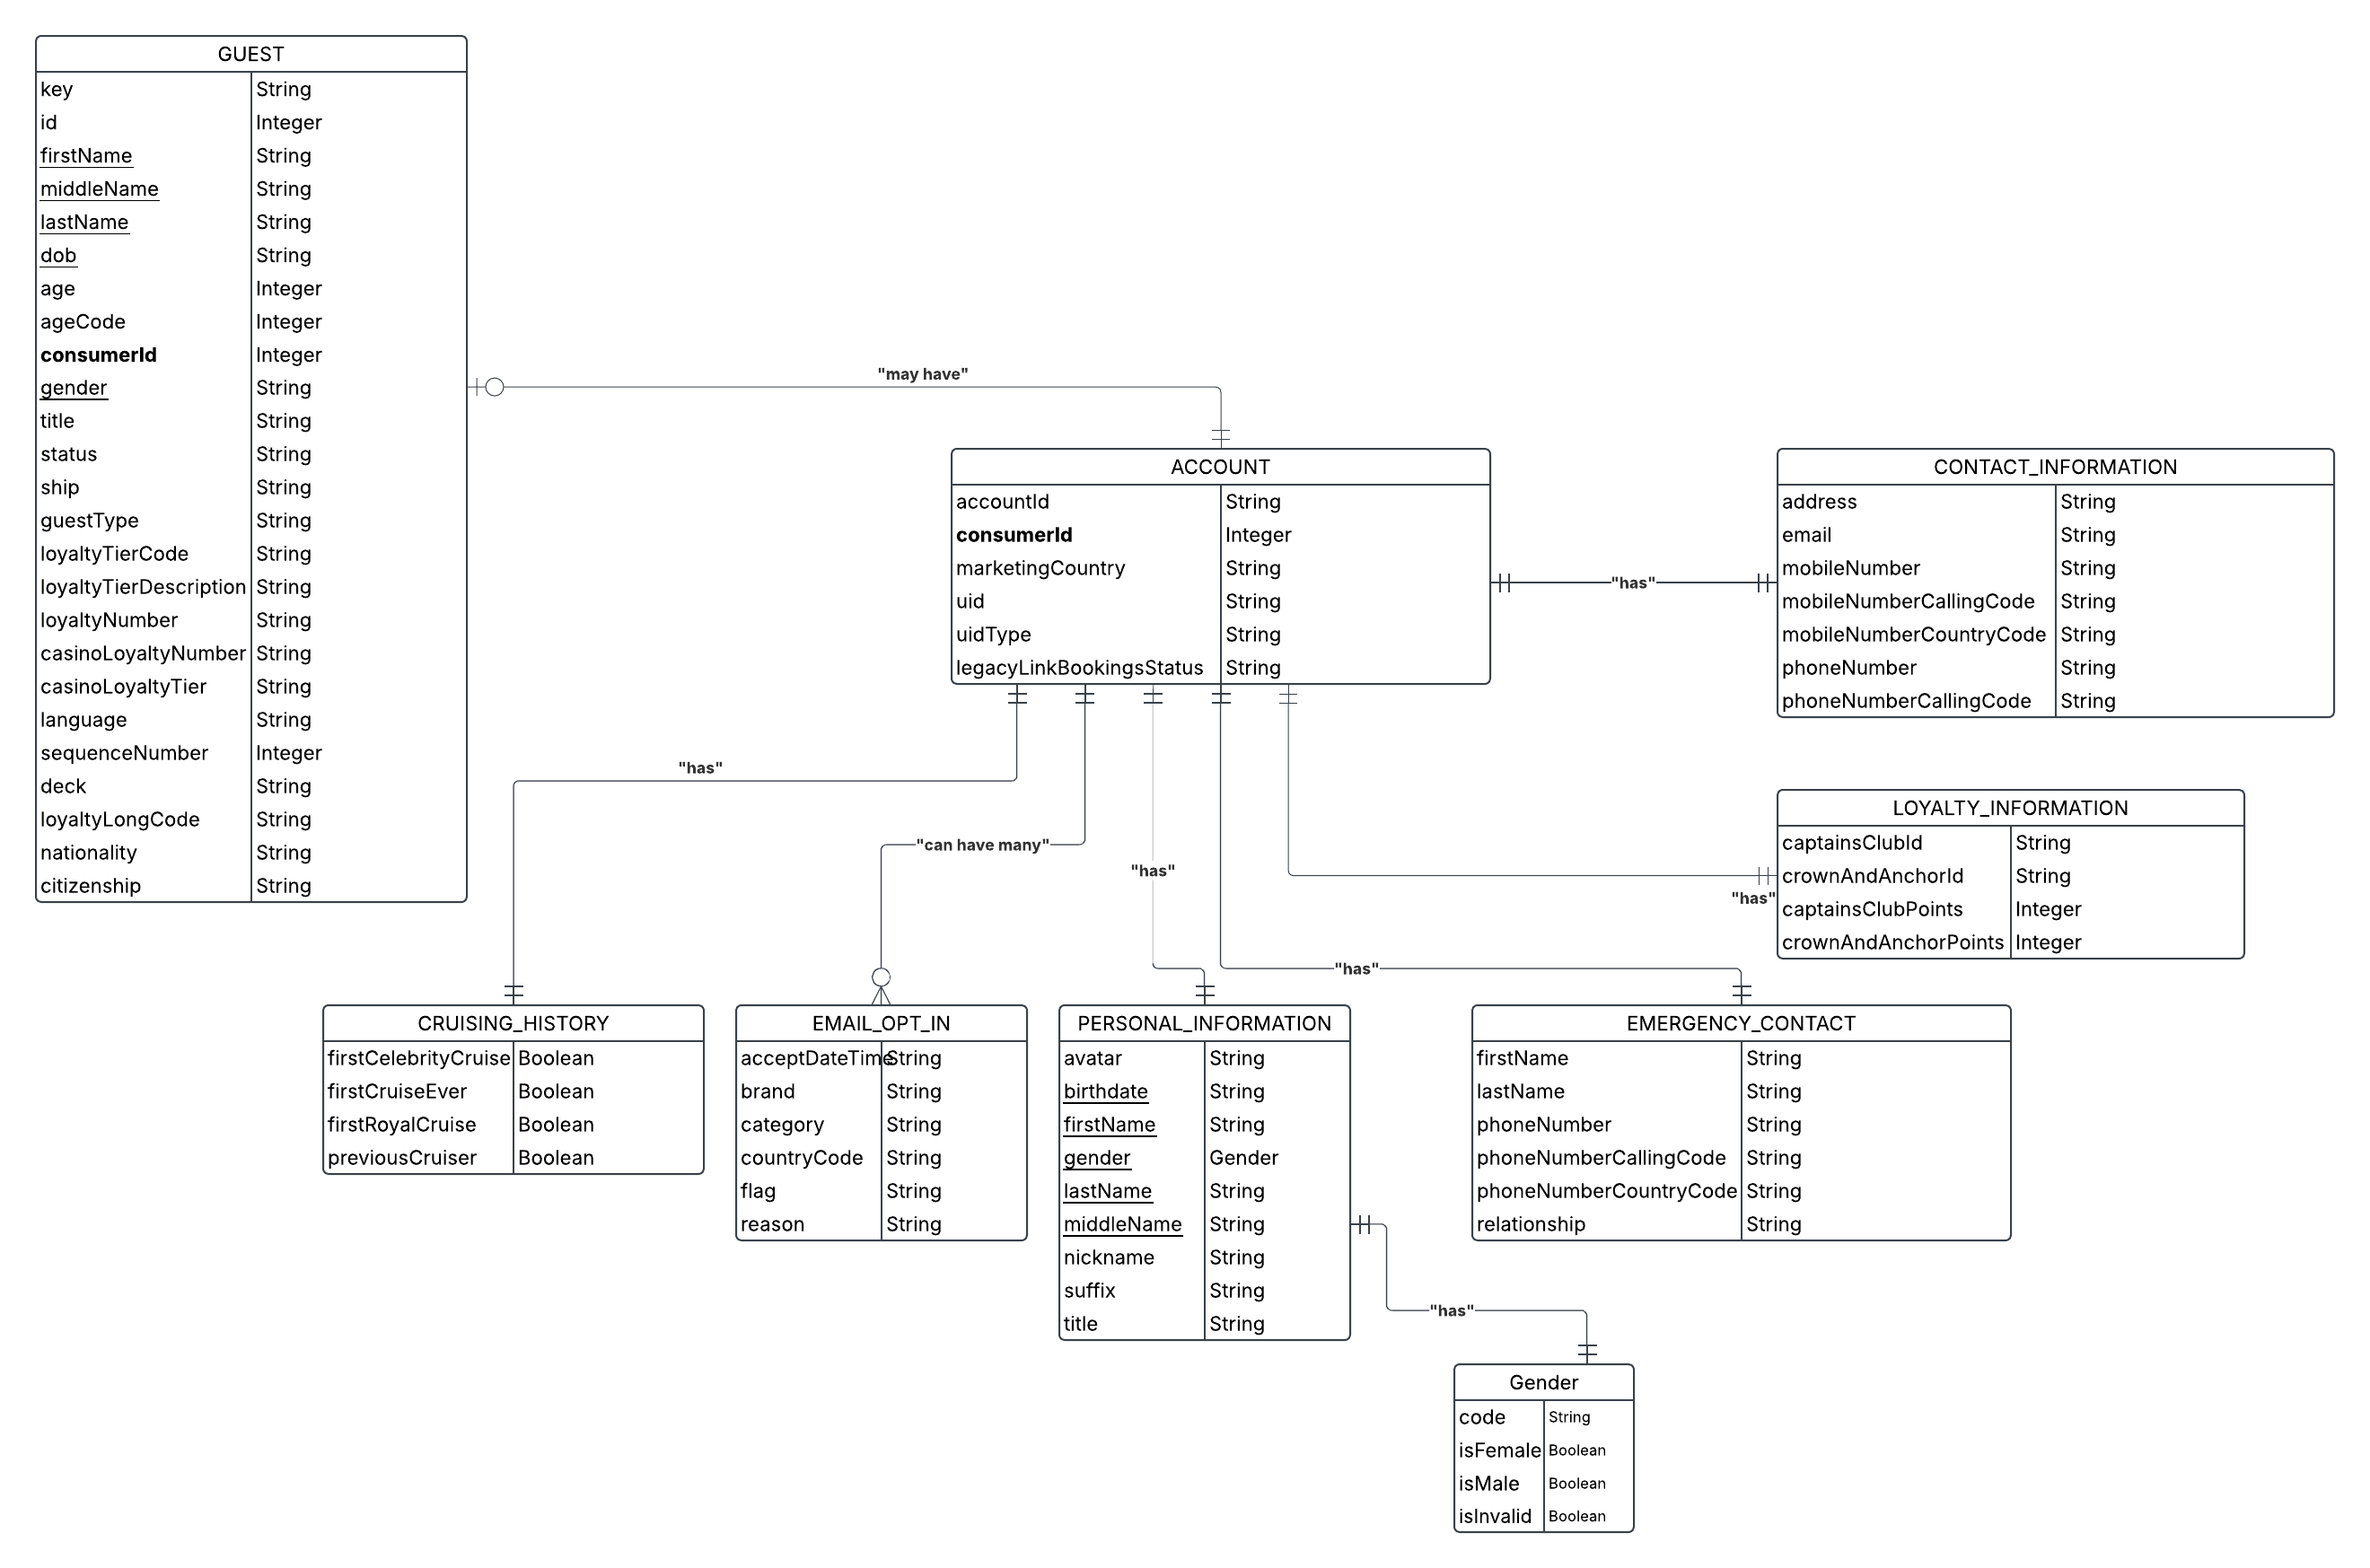 GUEST
key String
id Integer
firstName String
middleName String
lastName String
dob String
age Integer
ageCode Integer
consumerId Integer
gender String
title String
status String
ship String
guestType String
loyaltyTierCode String
loyaltyTierDescription String
loyaltyNumber String
casinoLoyaltyNumber String
casinoLoyaltyTier String
language String
sequenceNumber Integer
deck String
loyaltyLongCode String
nationality String
citizenship String
"may have"
ACCOUNT
accountId String
consumerId Integer
marketingCountry String
uid String
uidType String
legacyLinkBookingsStatus String
"has"
CONTACT_INFORMATION
address String
email String
mobileNumber String
mobileNumberCallingCode String
mobileNumberCountryCode String
phoneNumber String
phoneNumberCallingCode String
"has"
"can have many"
"has"
"has"
"has"
LOYALTY_INFORMATION
captainsClubId String
crownAndAnchorId String
captainsClubPoints Integer
crownAndAnchorPoints Integer
CRUISING_HISTORY
firstCelebrityCruise Boolean
firstCruiseEver Boolean
firstRoyalCruise Boolean
previousCruiser Boolean
EMAIL_OPT_IN
acceptDateTime String
brand String
category String
countryCode String
flag String
reason String
PERSONAL_INFORMATION
avatar String
birthdate String
firstName String
gender Gender
lastName String
middleName String
nickname String
suffix String
title String
EMERGENCY_CONTACT
firstName String
lastName String
phoneNumber String
phoneNumberCallingCode String
phoneNumberCountryCode String
relationship String
"has"
Gender
code String
isFemale Boolean
isMale Boolean
isInvalid Boolean